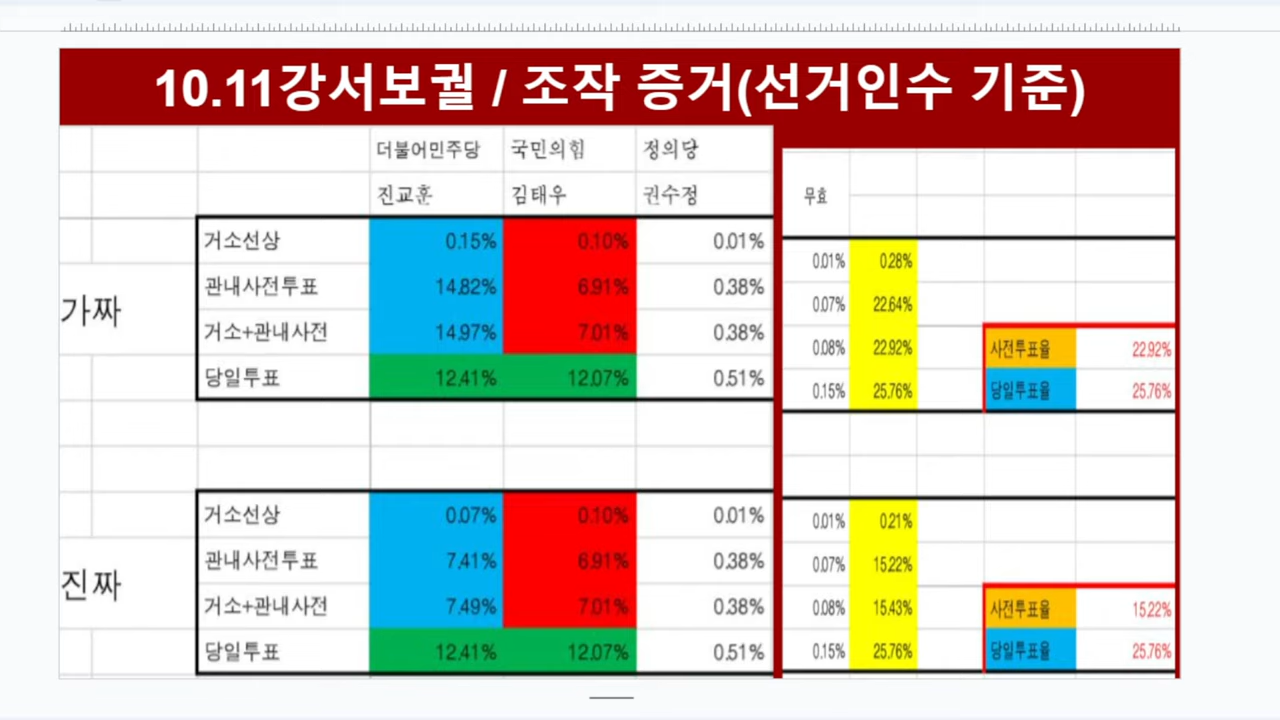 10.11강서보궐 / 조작 증거(선거인수 기준)
더불어민주당 국민의힘 정의당
진교훈 김태우 권수정 무효
거소선상 0.15% 0.10% 0.01% 0.01% 0.28%
관내사전투표 14.82% 6.91% 0.38% 0.07% 22.64%
가짜
거소+관내사전 14.97% 7.01% 0.38% 0.08% 22.92% 사전투표율 22.92%
당일투표 12.41% 12.07% 0.51% 0.15% 25.76% 당일투표율 25.76%
거소선상 0.07% 0.10% 0.01% 0.01% 0.21%
관내사전투표 7.41% 6.91% 0.38% 0.07% 15.22%
진짜
거소+관내사전 7.49% 7.01% 0.38% 0.08% 15.43% 사전투표율 15.22%
당일투표 12.41% 12.07% 0.51% 0.15% 25.76% 당일투표율 25.76%